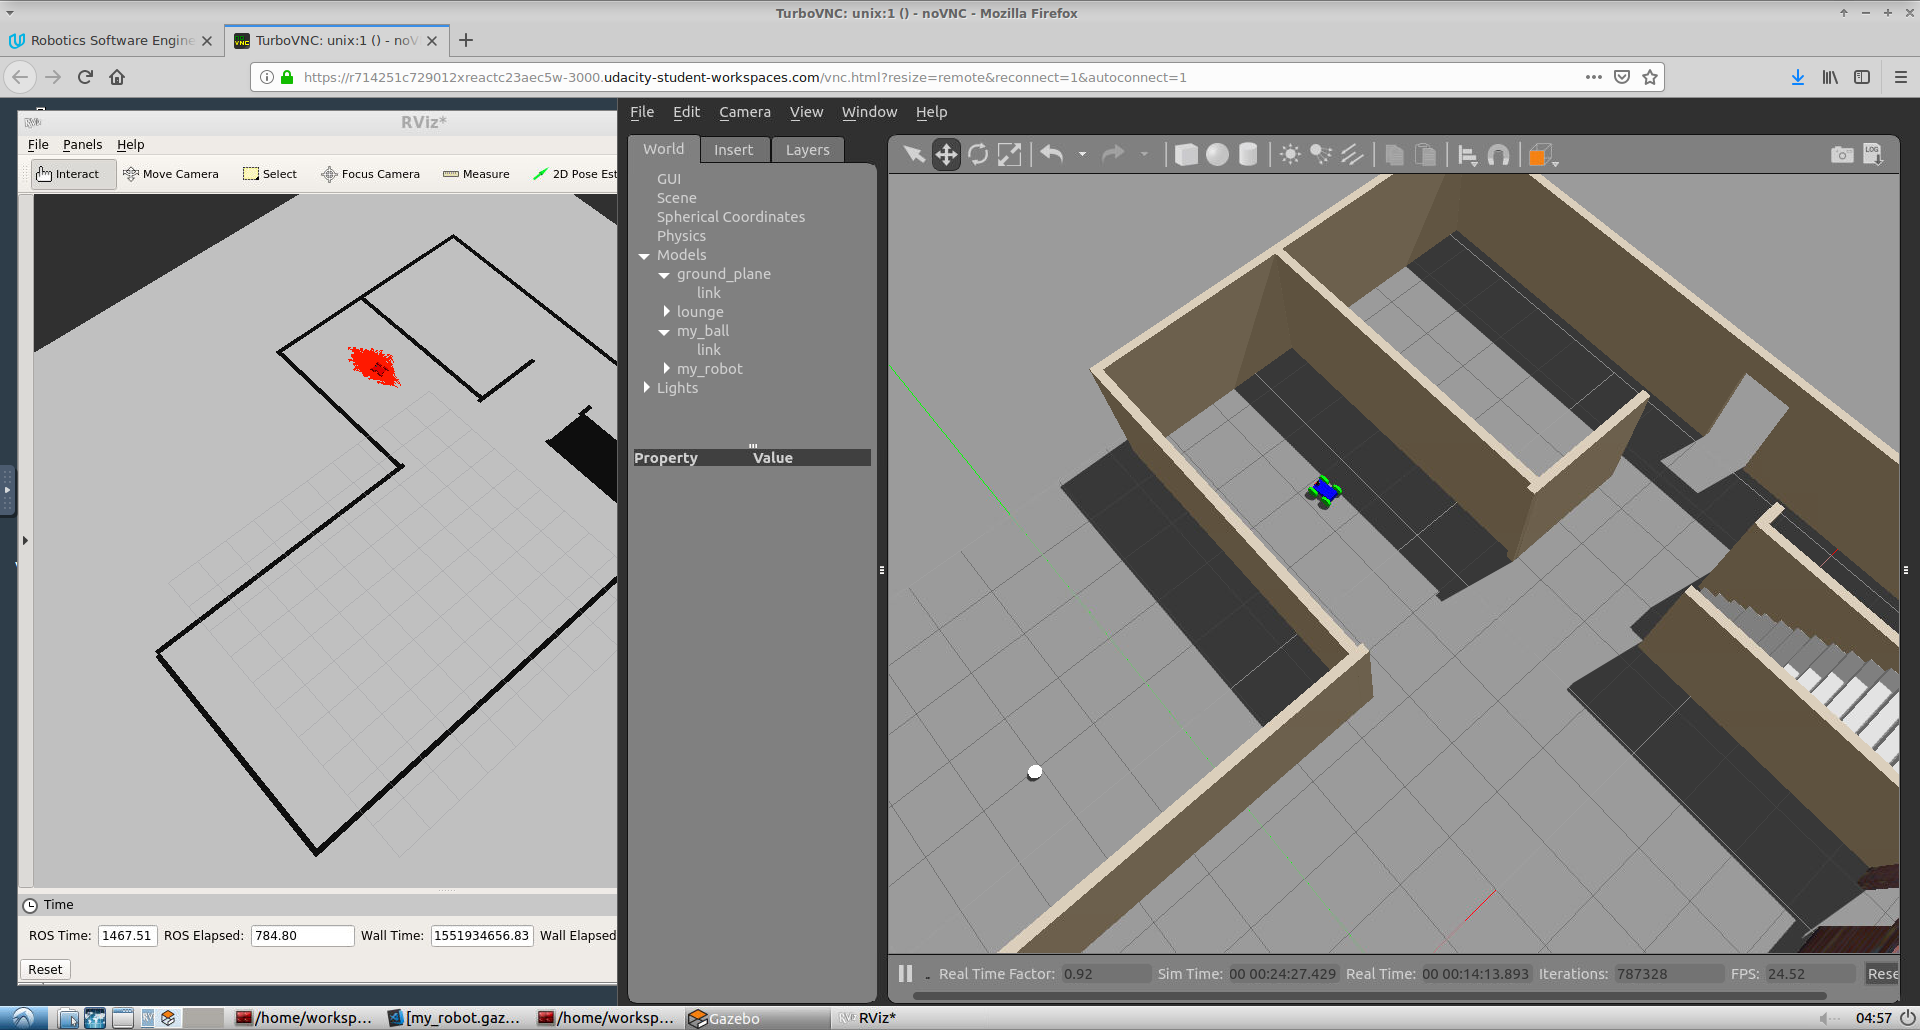 TurboVNC: unix:1 () - noVNC - Mozilla Firefox
Robotics Software Engine
TurboVNC: unix:1 () - noV
https://r714251c729012xreactc23aec5w-3000.udacity-student-workspaces.com/vnc.html?resize=remote&reconnect=1&autoconnect=1
RViz*
File Panels Help
Interact Move Camera Select Focus Camera Measure 2D Pose Est
File Edit Camera View Window Help
World Insert Layers
GUI
Scene
Spherical Coordinates
Physics
Models
ground_plane
link
lounge
my_ball
link
my_robot
Lights
Property Value
LOG
Time
ROS Time: 1467.51 ROS Elapsed: 784.80 Wall Time: 1551934656.83 Wall Elapsed
Reset
Real Time Factor: 0.92 Sim Time: 00 00:24:27.429 Real Time: 00 00:14:13.893 Iterations: 787328 FPS: 24.52 Rese
/home/worksp... [my_robot.gaz... /home/worksp... Gazebo RViz* 04:57